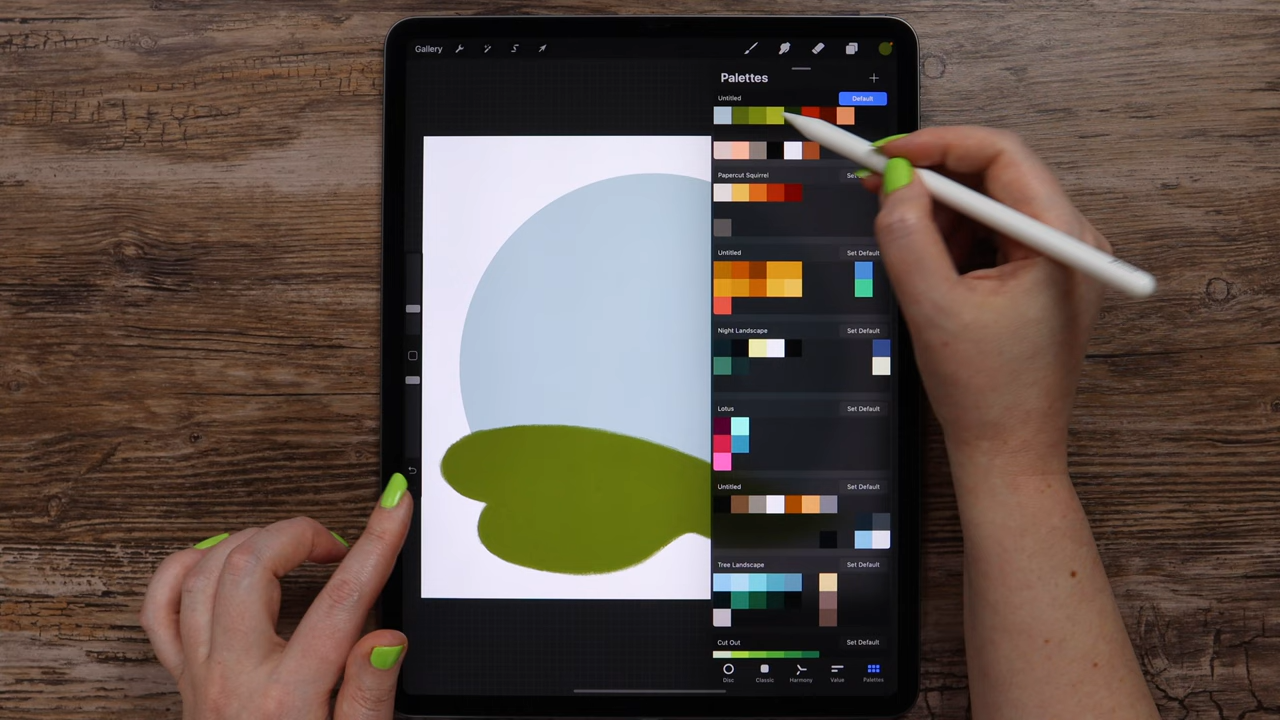 Gallery
Palettes
Untitled
Default
Papercut Squirrel
Untitled
Set Default
Night Landscape
Set Default
Lotus
Set Default
Untitled
Set Default
Tree Landscape
Set Default
Cut Out
Set Default
Disc
Classic
Harmony
Value
Palettes